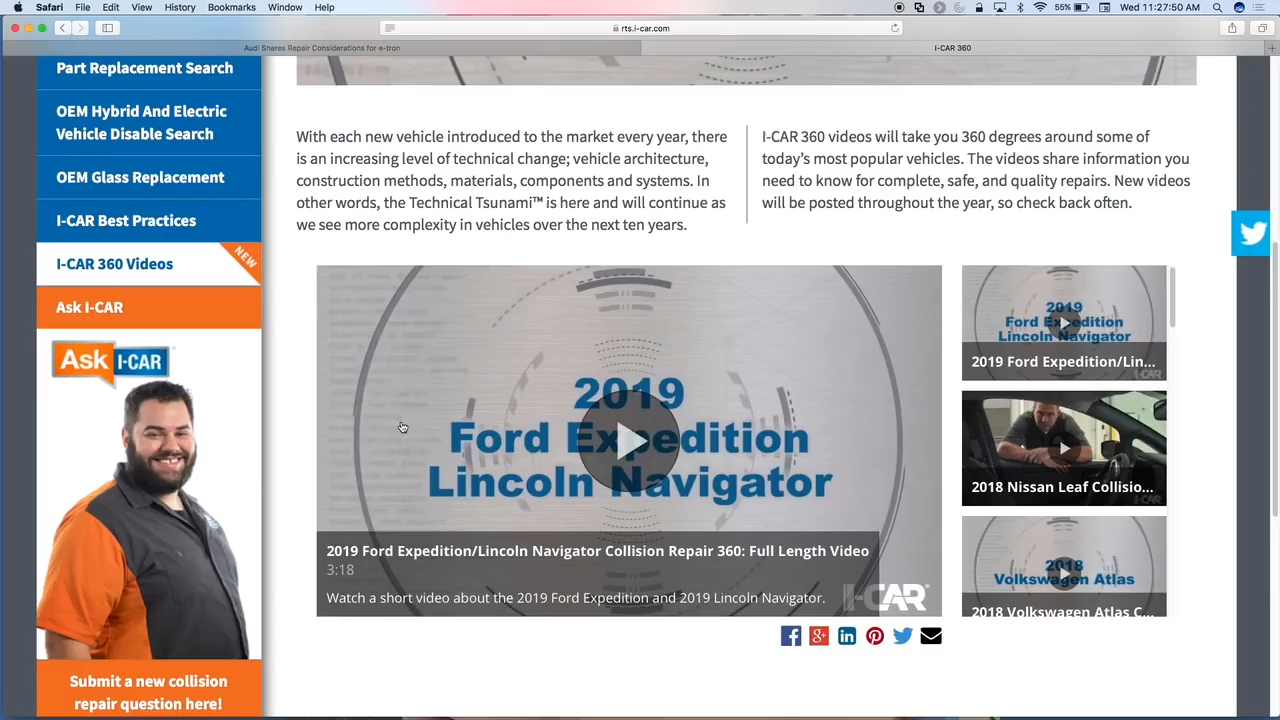 Safari File Edit View History Bookmarks Window Help
55% Wed 11:27:50 AM
rts.i-car.com
Audi Shares Repair Considerations for e-tron
I-CAR 360
Part Replacement Search
OEM Hybrid And Electric
Vehicle Disable Search
OEM Glass Replacement
I-CAR Best Practices
I-CAR 360 Videos
NEW
Ask I-CAR
Ask I-CAR
Submit a new collision
repair question here!
With each new vehicle introduced to the market every year, there
is an increasing level of technical change; vehicle architecture,
construction methods, materials, components and systems. In
other words, the Technical Tsunami™ is here and will continue as
we see more complexity in vehicles over the next ten years.
I-CAR 360 videos will take you 360 degrees around some of
today’s most popular vehicles. The videos share information you
need to know for complete, safe, and quality repairs. New videos
will be posted throughout the year, so check back often.
2019
Ford Expedition
Lincoln Navigator
2019 Ford Expedition/Lincoln Navigator Collision Repair 360: Full Length Video
3:18
Watch a short video about the 2019 Ford Expedition and 2019 Lincoln Navigator.
I-CAR®
2019
Ford Expedition
Lincoln Navigator
2019 Ford Expedition/Lin...
I-CAR
2018 Nissan Leaf Collisio...
I-CAR
2018
Volkswagen Atlas
2018 Volkswagen Atlas C...